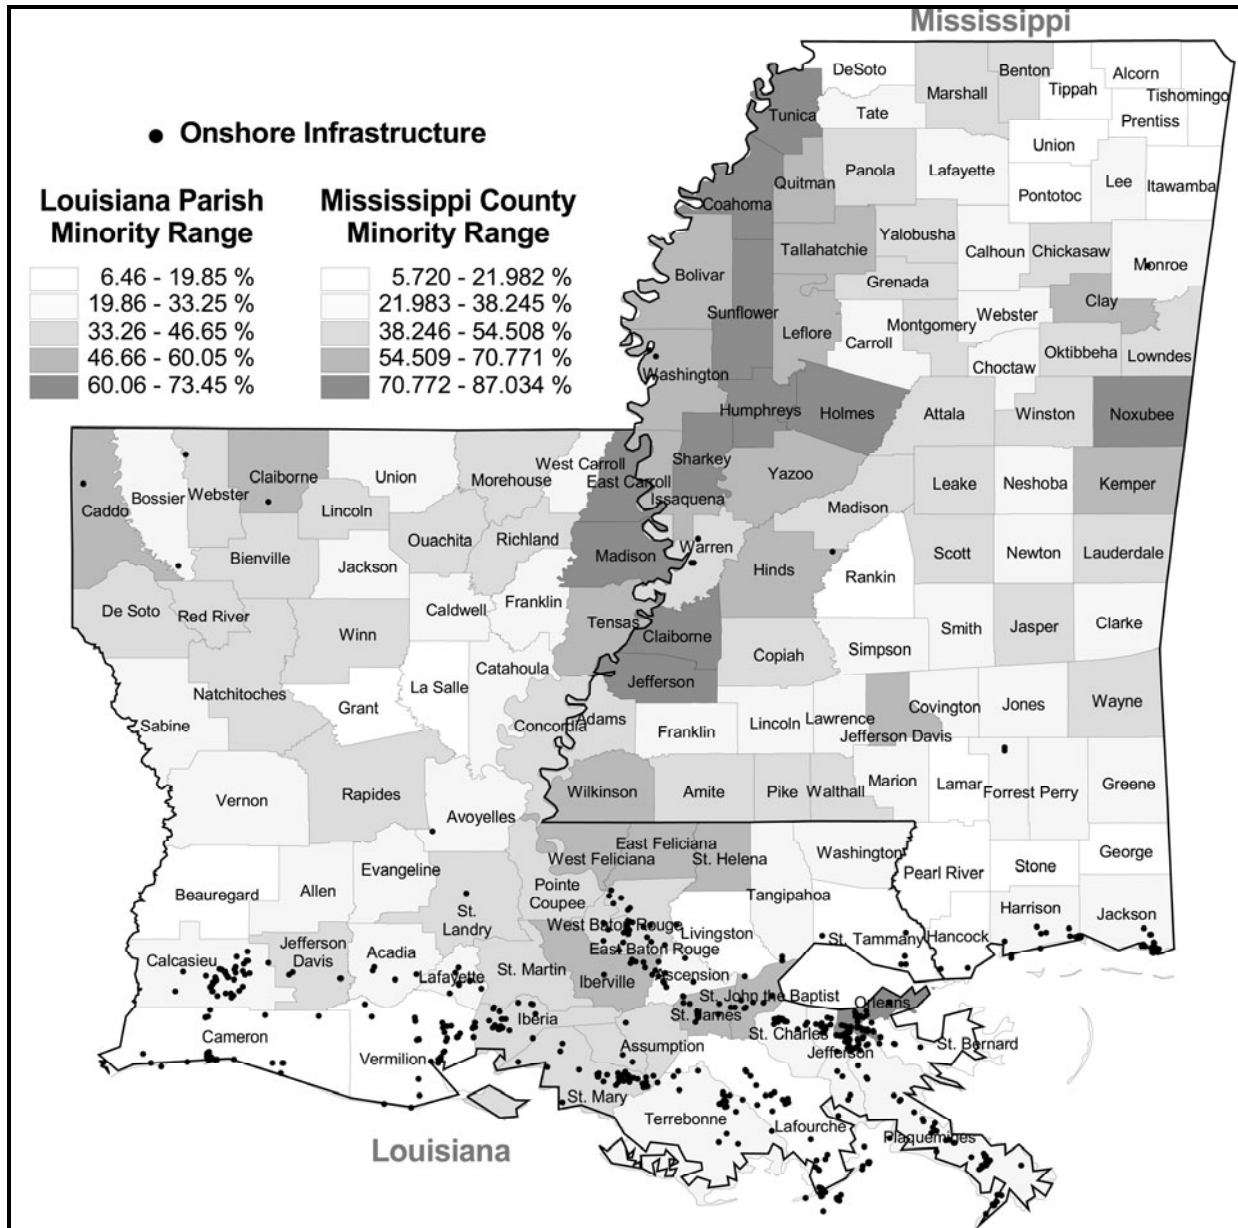 Mississippi
Onshore Infrastructure
Louisiana Parish
Minority Range
6.46 - 19.85 %
19.86 - 33.25 %
33.26 - 46.65 %
46.66 - 60.05 %
60.06 - 73.45 %
Mississippi County
Minority Range
5.720 - 21.982 %
21.983 - 38.245 %
38.246 - 54.508 %
54.509 - 70.771 %
70.772 - 87.034 %
DeSoto
Marshall
Benton
Tippah
Alcorn
Tishomingo
Prentiss
Tunica
Tate
Union
Quitman
Panola
Lafayette
Pontotoc
Lee
Itawamba
Coahoma
Tallahatchie
Yalobusha
Calhoun
Chickasaw
Monroe
Bolivar
Sunflower
Grenada
Leflore
Carroll
Montgomery
Webster
Clay
Choctaw
Oktibbeha
Lowndes
Washington
Humphreys
Holmes
Attala
Winston
Noxubee
Sharkey
Issaquena
Yazoo
Madison
Leake
Neshoba
Kemper
Warren
Hinds
Rankin
Scott
Newton
Lauderdale
Claiborne
Copiah
Simpson
Smith
Jasper
Clarke
Jefferson
Adams
Franklin
Lincoln
Lawrence
Jefferson Davis
Covington
Jones
Wayne
Wilkinson
Amite
Pike
Walthall
Marion
Lamar
Forrest
Perry
Greene
Pearl River
Stone
George
Hancock
Harrison
Jackson
Caddo
Bossier
Webster
Claiborne
Union
Morehouse
West Carroll
East Carroll
Lincoln
Ouachita
Richland
Madison
Bienville
Jackson
De Soto
Red River
Winn
Caldwell
Franklin
Tensas
Natchitoches
Grant
La Salle
Catahoula
Concordia
Sabine
Vernon
Rapides
Avoyelles
Beauregard
Allen
Evangeline
St.
Landry
Pointe
Coupee
West Feliciana
East Feliciana
St. Helena
Tangipahoa
Washington
West Baton Rouge
East Baton Rouge
Livingston
St. Tammany
Calcasieu
Jefferson
Davis
Acadia
Lafayette
St. Martin
Iberville
Ascension
St. John the Baptist
Orleans
Cameron
Vermilion
Iberia
Assumption
St. James
St. Charles
Jefferson
St. Bernard
St. Mary
Terrebonne
Lafourche
Plaquemines
Louisiana